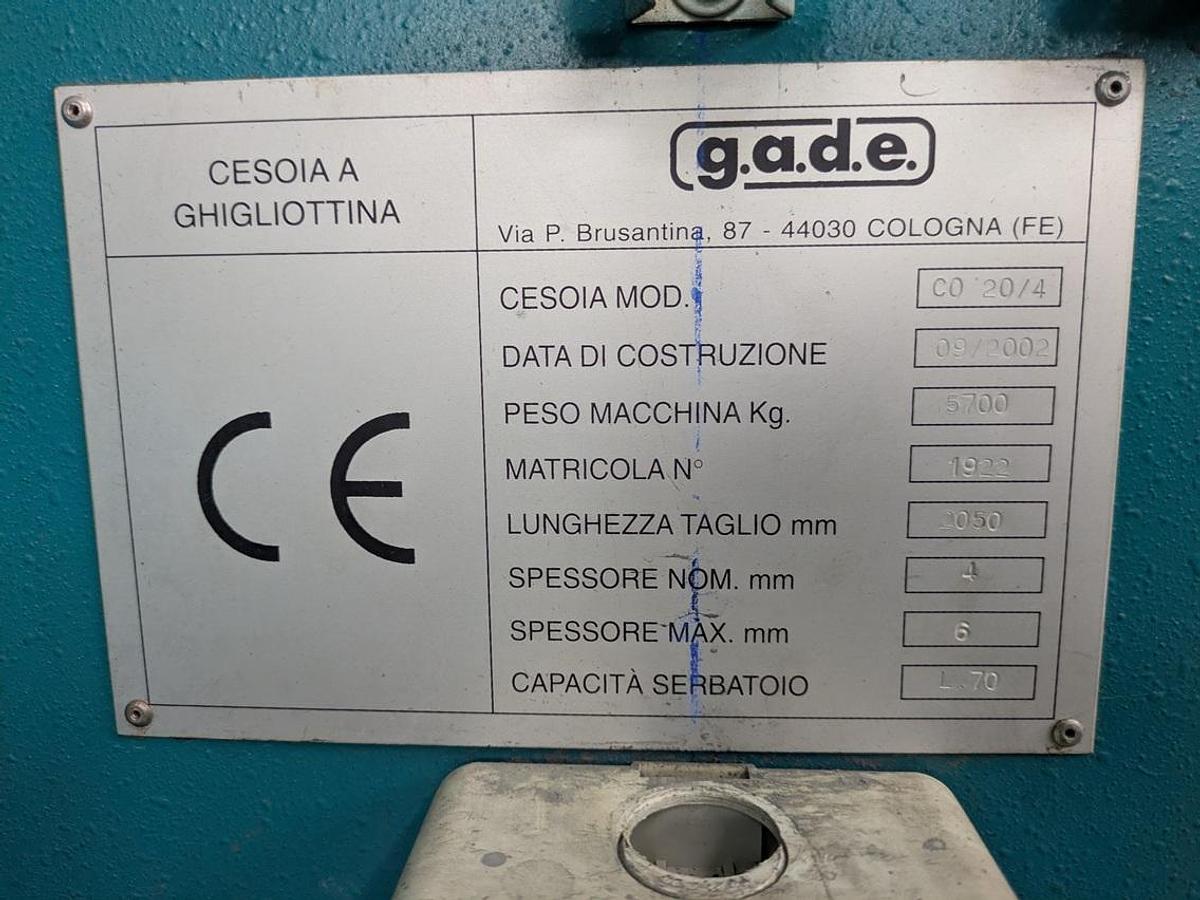 CESOIA A
GHIGLIOTTINA
g.a.d.e.
Via P. Brusantina, 87 - 44030 COLOGNA (FE)
CESOIA MOD. CO 20/4
DATA DI COSTRUZIONE 09/2002
PESO MACCHINA Kg. 5700
MATRICOLA N° 1922
LUNGHEZZA TAGLIO mm 2050
SPESSORE NOM. mm 4
SPESSORE MAX. mm 6
CAPACITÀ SERBATOIO L.70
CE